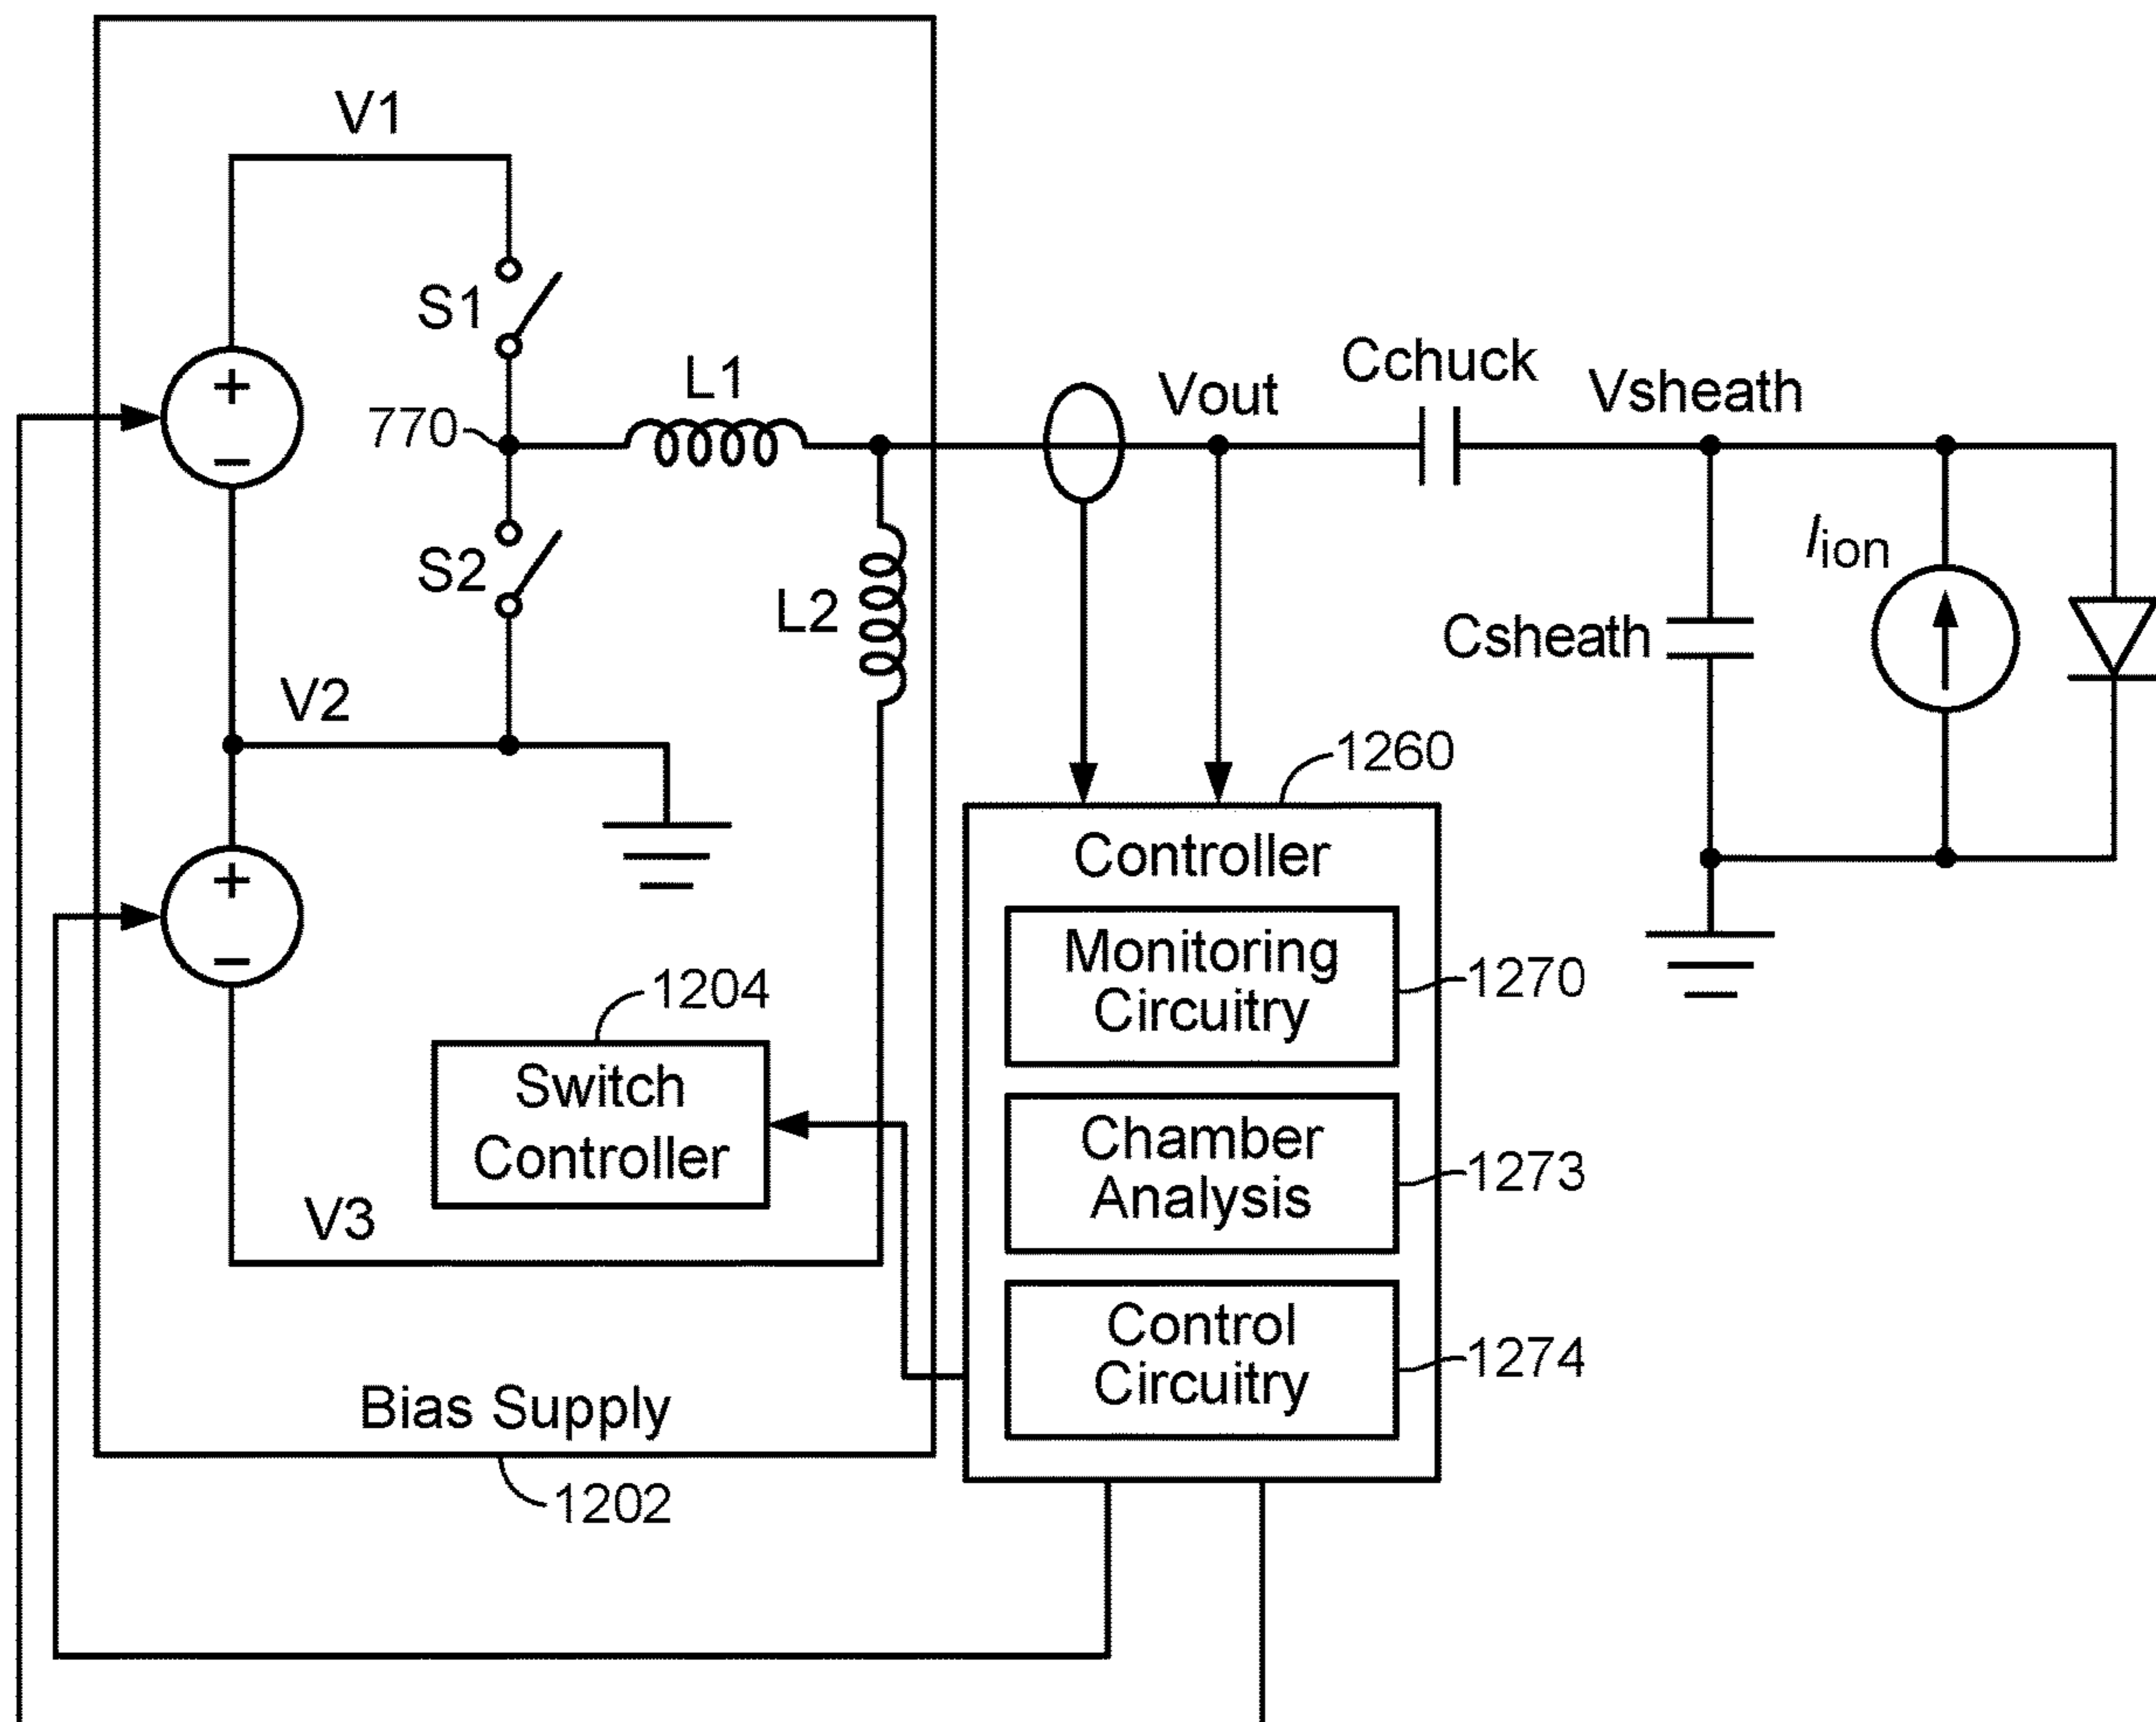 V1
S1
L1
770
Vout
Cchuck
Vsheath
S2
L2
Iion
Csheath
V2
1260
Controller
Monitoring
Circuitry
1270
1204
Switch
Controller
Chamber
Analysis
1273
V3
Control
Circuitry
1274
Bias Supply
1202